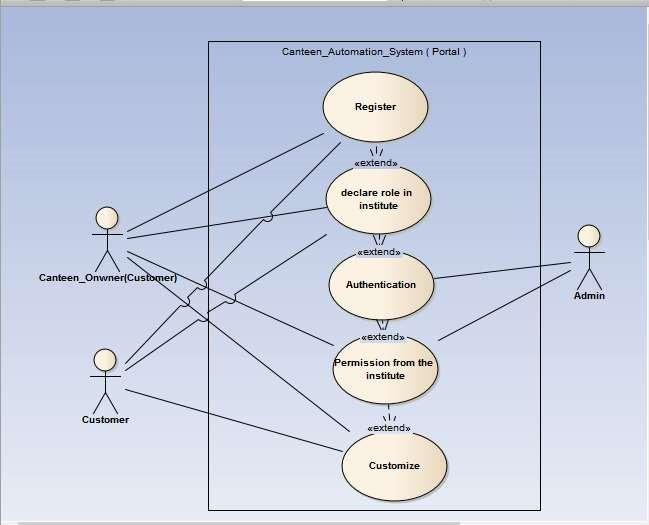 Canteen_Automation_System ( Portal )
Register
«extend»
declare role in
institute
«extend»
Canteen_Onwner(Customer)
Authentication
Admin
«extend»
Permission from the
institute
Customer
«extend»
Customize